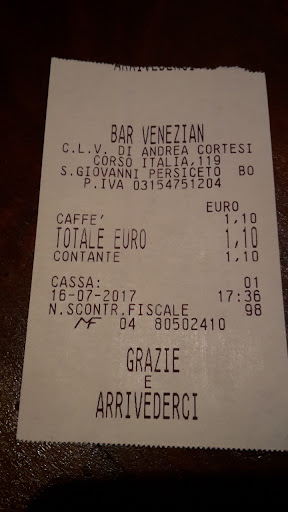 ARRIVEDERCI
BAR VENEZIAN
C.L.V. DI ANDREA CORTESI
CORSO ITALIA,119
S.GIOVANNI PERSICETO BO
P.IVA 03154751204
EURO
CAFFE' 1,10
TOTALE EURO 1,10
CONTANTE 1,10
CASSA: 01
16-07-2017 17:36
N.SCONTR.FISCALE 98
MF 04 80502410
GRAZIE
E
ARRIVEDERCI